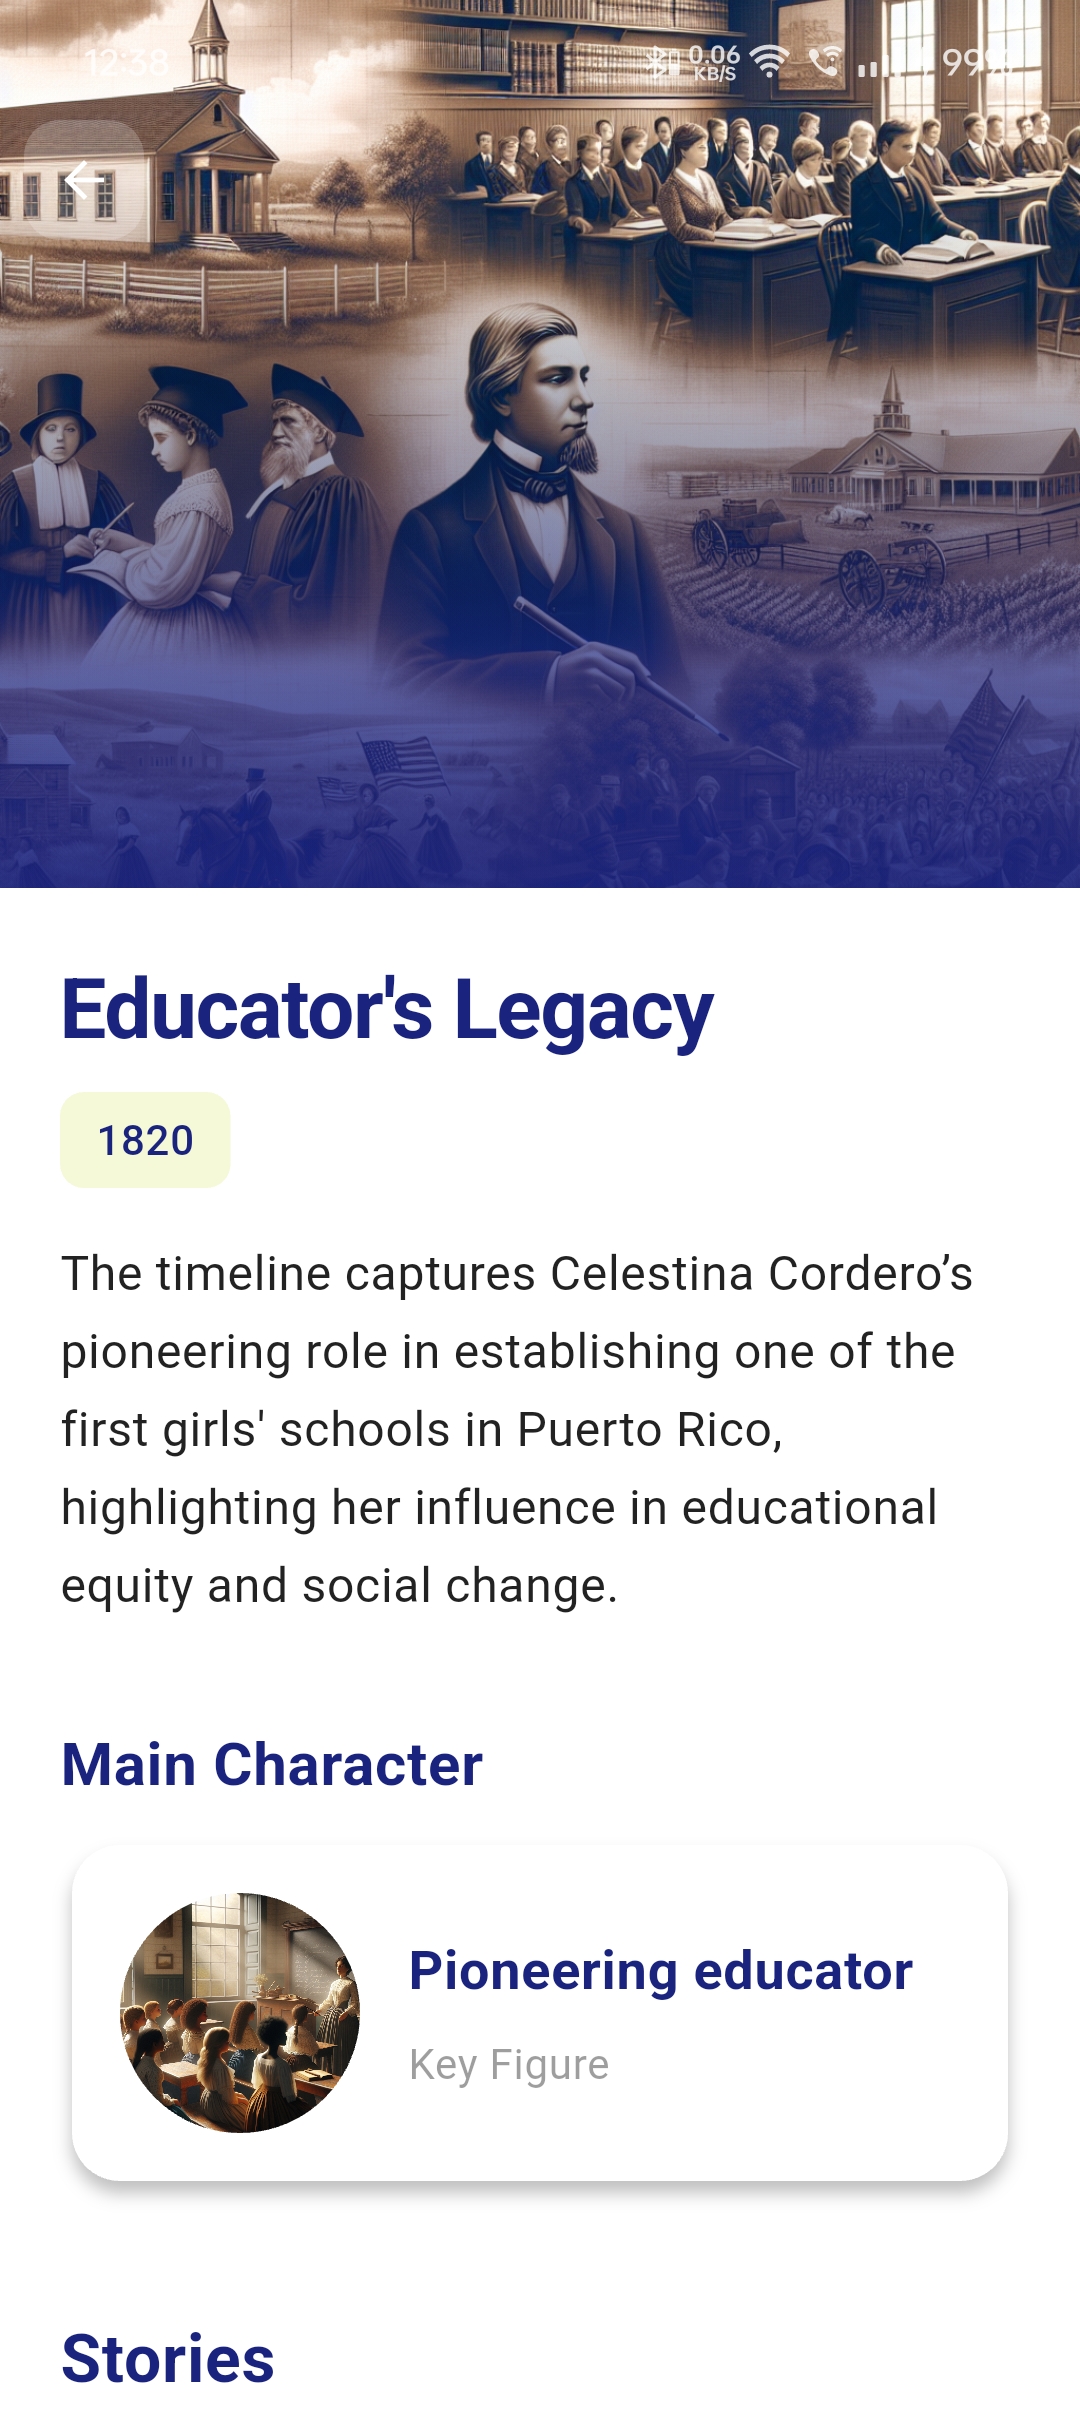 12:38
0.06
KB/S
99%
Educator's Legacy
1820
The timeline captures Celestina Cordero’s
pioneering role in establishing one of the
first girls' schools in Puerto Rico,
highlighting her influence in educational
equity and social change.
Main Character
Pioneering educator
Key Figure
Stories